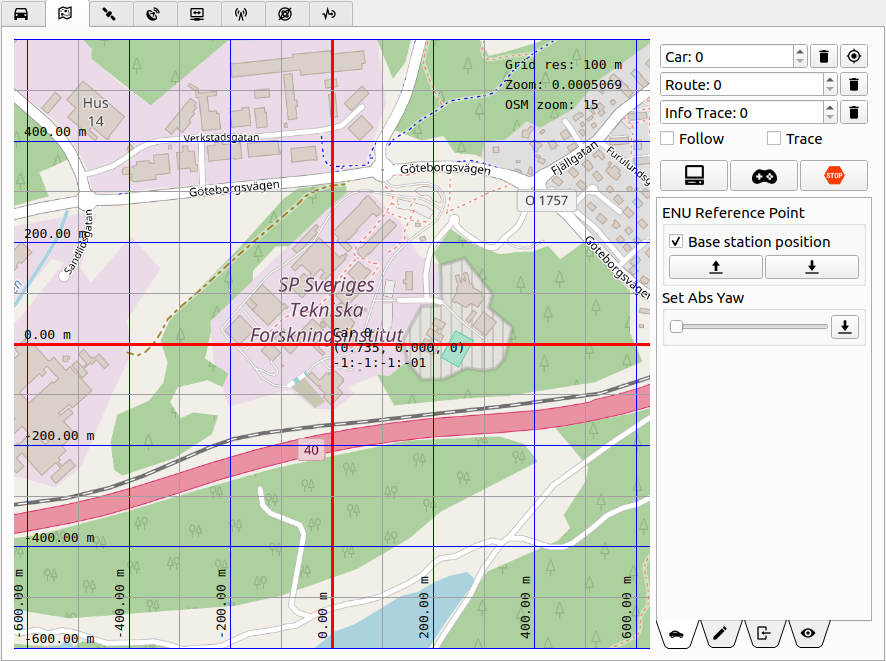 Grid res: 100 m
Zoom: 0.0005069
OSM zoom: 15
Hus
14
400.00 m
Verkstadsgatan
Göteborgsvägen
Göteborgsvägen
Fjällgatan
Furulundsg
O 1757
200.00 m
Sandlidsgatan
Göteborgsvägen
en
SP Sveriges
Tekniska
Forskningsinstitut
0.00 m
Car 0
(0.735, 0.000, 0)
-1:-1:-1:-01
-200.00 m
40
-400.00 m
-600.00 m
-600.00 m
-400.00 m
-200.00 m
0.00 m
200.00 m
400.00 m
600.00 m
Car: 0
Route: 0
Info Trace: 0
Follow
Trace
STOP
ENU Reference Point
Base station position
Set Abs Yaw